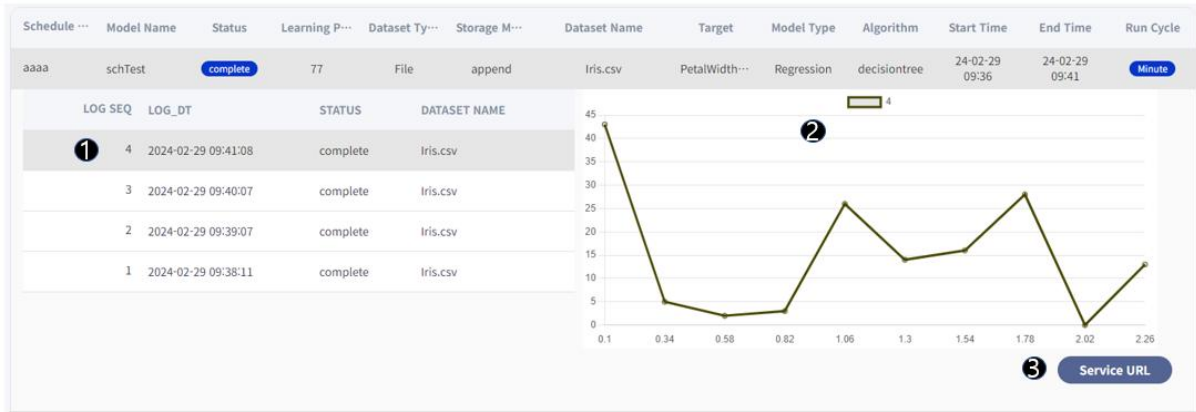 Schedule ··· Model Name Status Learning P··· Dataset Ty··· Storage M··· Dataset Name Target Model Type Algorithm Start Time End Time Run Cycle
aaaa schTest complete 77 File append Iris.csv PetalWidth··· Regression decisiontree 24-02-29 09:36 24-02-29 09:41 Minute
LOG SEQ LOG_DT STATUS DATASET NAME
1 4 2024-02-29 09:41:08 complete Iris.csv
3 2024-02-29 09:40:07 complete Iris.csv
2 2024-02-29 09:39:07 complete Iris.csv
1 2024-02-29 09:38:11 complete Iris.csv
4
2
45
40
35
30
25
20
15
10
5
0
0.1 0.34 0.58 0.82 1.06 1.3 1.54 1.78 2.02 2.26
3 Service URL